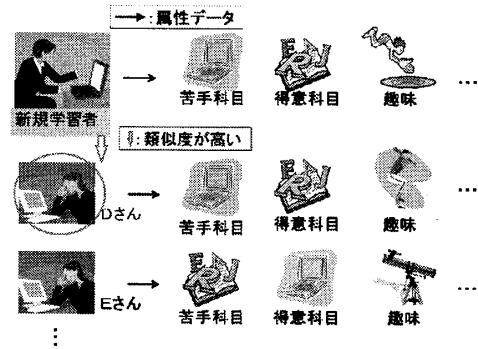 →:属性データ
新規学習者
苦手科目 得意科目 趣味 …
⇩:類似度が高い
Dさん
苦手科目 得意科目 趣味 …
Eさん
苦手科目 得意科目 趣味 …
⋮